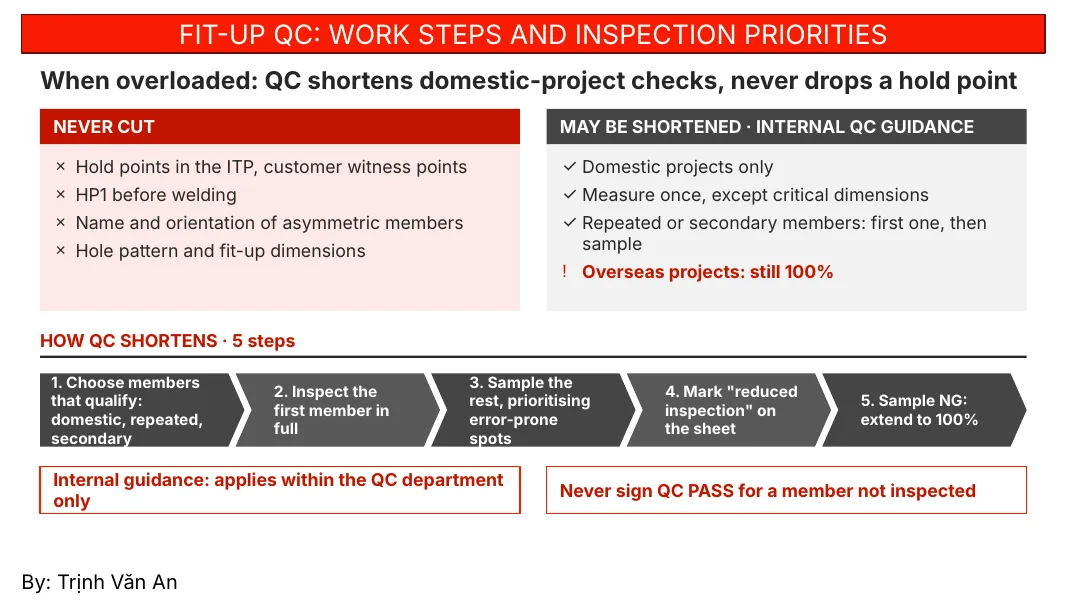 FIT-UP QC: WORK STEPS AND INSPECTION PRIORITIES
When overloaded: QC shortens domestic-project checks, never drops a hold point
NEVER CUT
× Hold points in the ITP, customer witness points
× HP1 before welding
× Name and orientation of asymmetric members
× Hole pattern and fit-up dimensions
MAY BE SHORTENED · INTERNAL QC GUIDANCE
✓ Domestic projects only
✓ Measure once, except critical dimensions
✓ Repeated or secondary members: first one, then
sample
! Overseas projects: still 100%
HOW QC SHORTENS · 5 steps
1. Choose members
that qualify:
domestic, repeated,
secondary
2. Inspect the
first member in
full
3. Sample the
rest, prioritising
error-prone
spots
4. Mark "reduced
inspection" on
the sheet
5. Sample NG:
extend to 100%
Internal guidance: applies within the QC department
only
Never sign QC PASS for a member not inspected
By: Trịnh Văn An